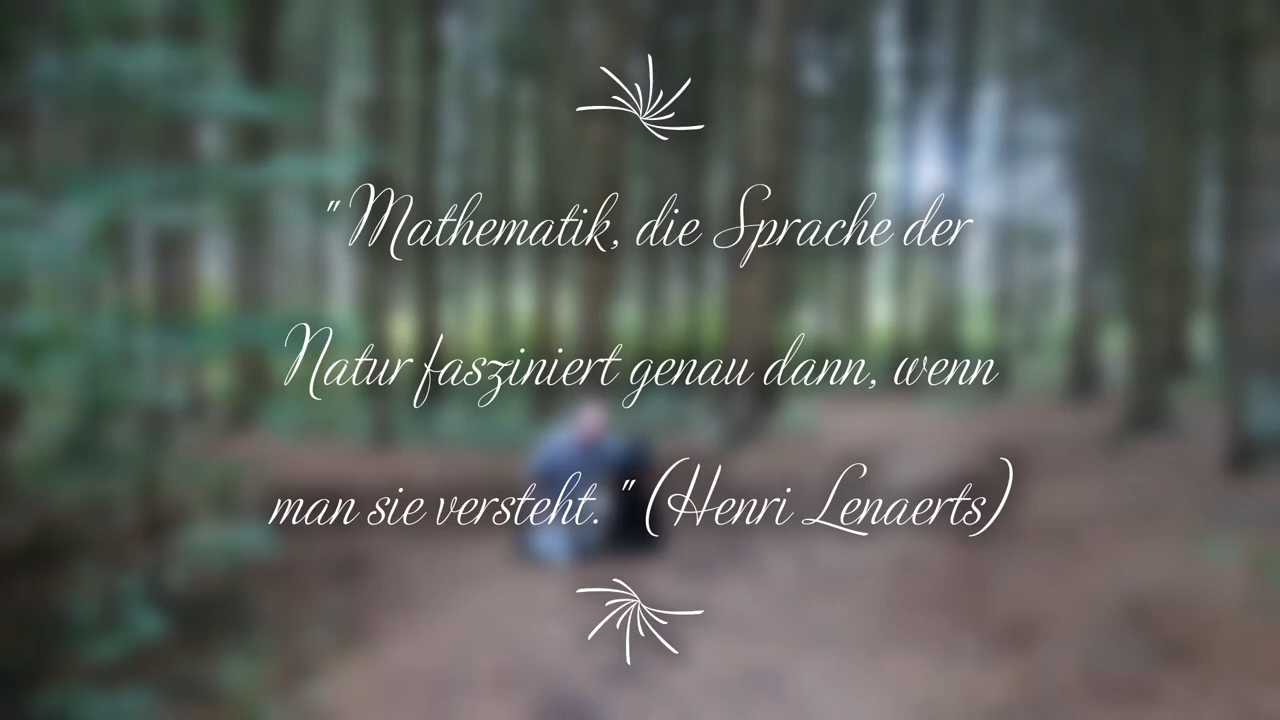 "Mathematik, die Sprache der
Natur fasziniert genau dann, wenn
man sie versteht." (Henri Lenaerts)